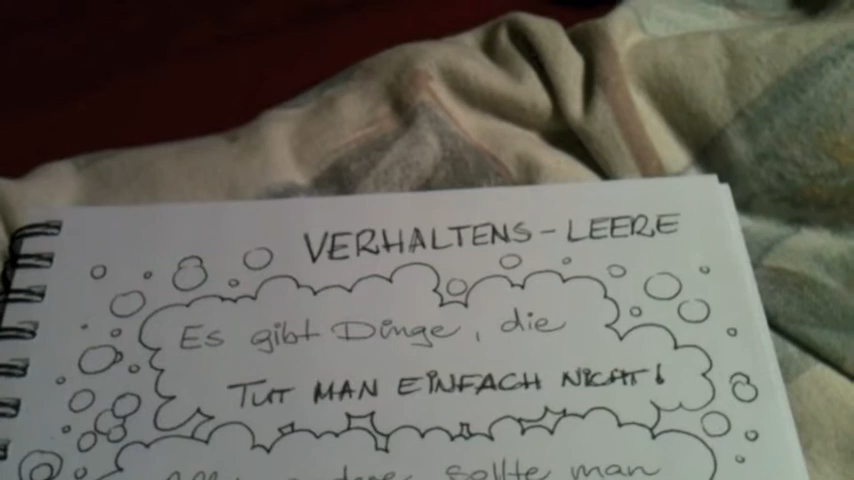 VERHALTENS-LEERE
Es gibt Dinge, die
TUT MAN EINFACH NICHT!
sollte man